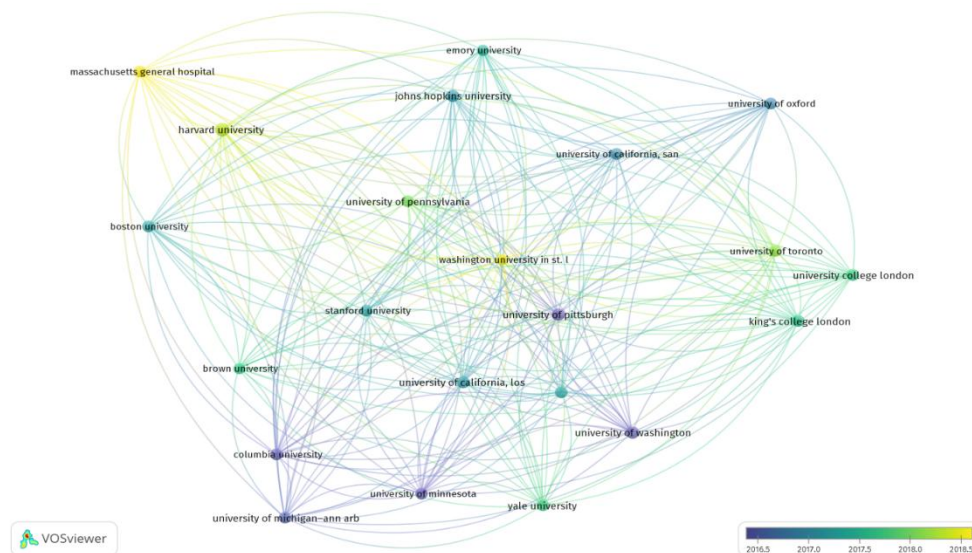 emory university
massachusetts general hospital
johns hopkins university
university of oxford
harvard university
university of california, san
university of pennsylvania
boston university
university of toronto
washington university in st. l
university college london
stanford university
university of pittsburgh
king's college london
brown university
university of california, los
university of washington
columbia university
university of minnesota
yale university
university of michigan–ann arb
VOSviewer
2016.5 2017.0 2017.5 2018.0 2018.5